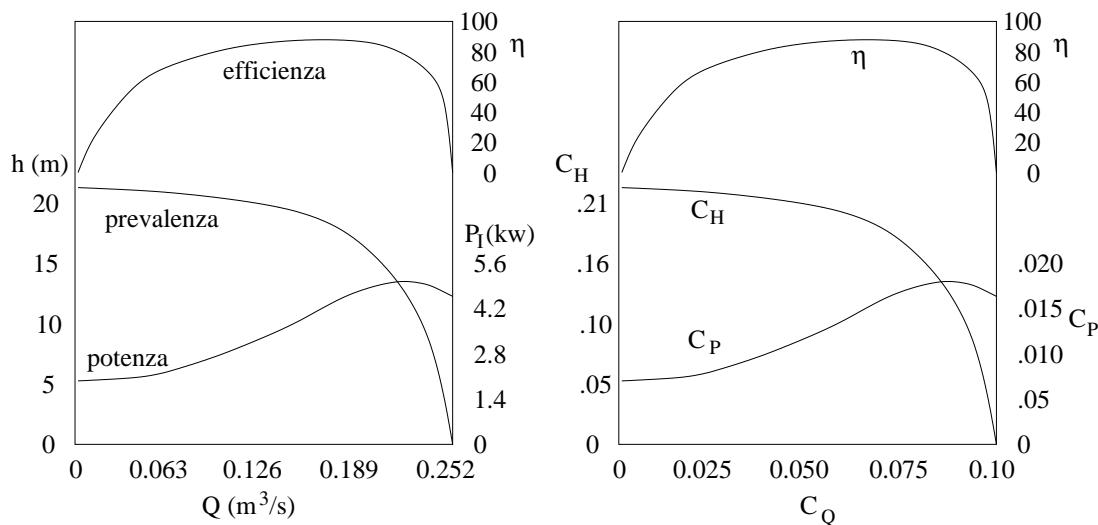 100
80 η
60
40
20
0
efficienza
h (m)
20
15
10
5
0
prevalenza
potenza
P_I(kw)
5.6
4.2
2.8
1.4
0
0 0.063 0.126 0.189 0.252
Q (m³/s)
100
80 η
60
40
20
0
η
C_H
.21
.16
.10
.05
0
C_H
C_P
.020
.015 C_P
.010
.05
0
0 0.025 0.050 0.075 0.10
C_Q